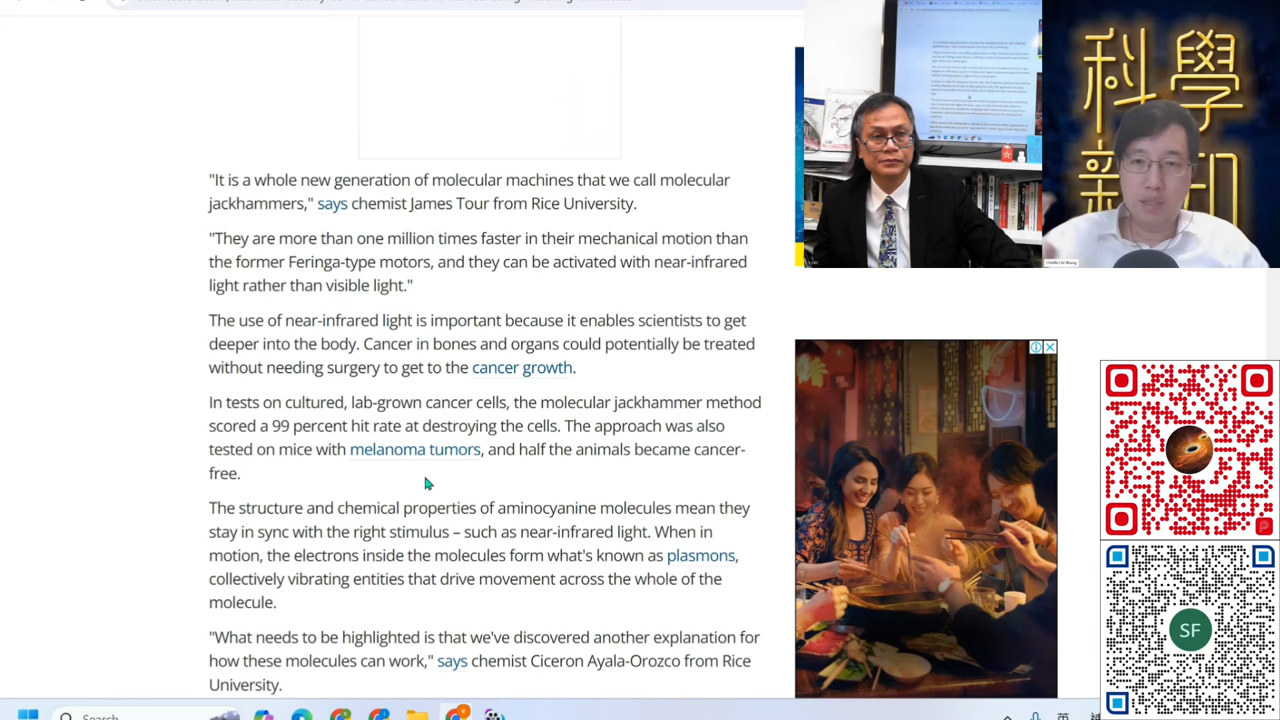 "It is a whole new generation of molecular machines that we call molecular
jackhammers," says chemist James Tour from Rice University.
"They are more than one million times faster in their mechanical motion than
the former Feringa-type motors, and they can be activated with near-infrared
light rather than visible light."
The use of near-infrared light is important because it enables scientists to get
deeper into the body. Cancer in bones and organs could potentially be treated
without needing surgery to get to the cancer growth.
In tests on cultured, lab-grown cancer cells, the molecular jackhammer method
scored a 99 percent hit rate at destroying the cells. The approach was also
tested on mice with melanoma tumors, and half the animals became cancer-
free.
The structure and chemical properties of aminocyanine molecules mean they
stay in sync with the right stimulus – such as near-infrared light. When in
motion, the electrons inside the molecules form what's known as plasmons,
collectively vibrating entities that drive movement across the whole of the
molecule.
"What needs to be highlighted is that we've discovered another explanation for
how these molecules can work," says chemist Ciceron Ayala-Orozco from Rice
University.
科學
新知
SF
Search
英